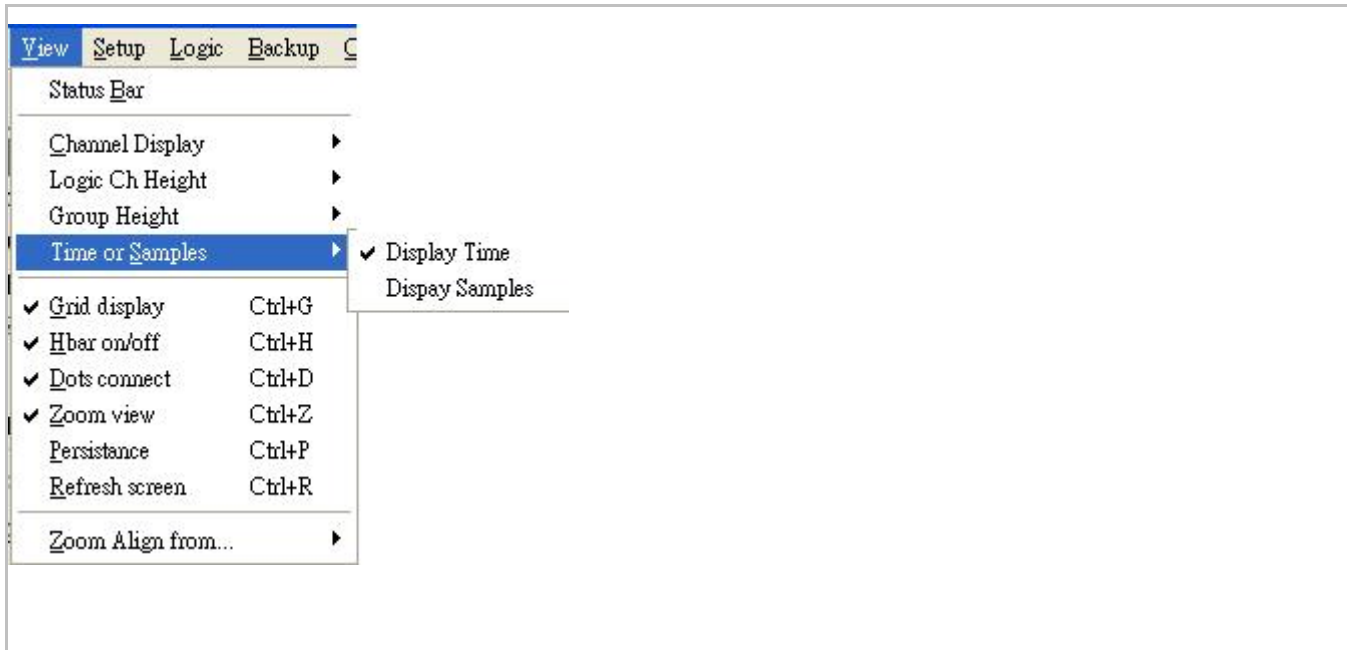 View Setup Logic Backup
Status Bar
Channel Display
Logic Ch Height
Group Height
Time or Samples
Display Time
Dispay Samples
Grid display Ctrl+G
Hbar on/off Ctrl+H
Dots connect Ctrl+D
Zoom view Ctrl+Z
Persistance Ctrl+P
Refresh screen Ctrl+R
Zoom Align from...